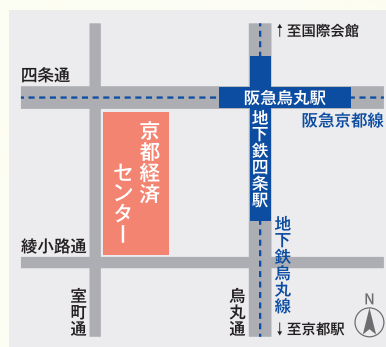 ↑至国際会館
四条通
阪急烏丸駅
阪急京都線
地下鉄四条駅
京都経済
センター
地下鉄烏丸線
綾小路通
室町通
烏丸通
↓至京都駅
N